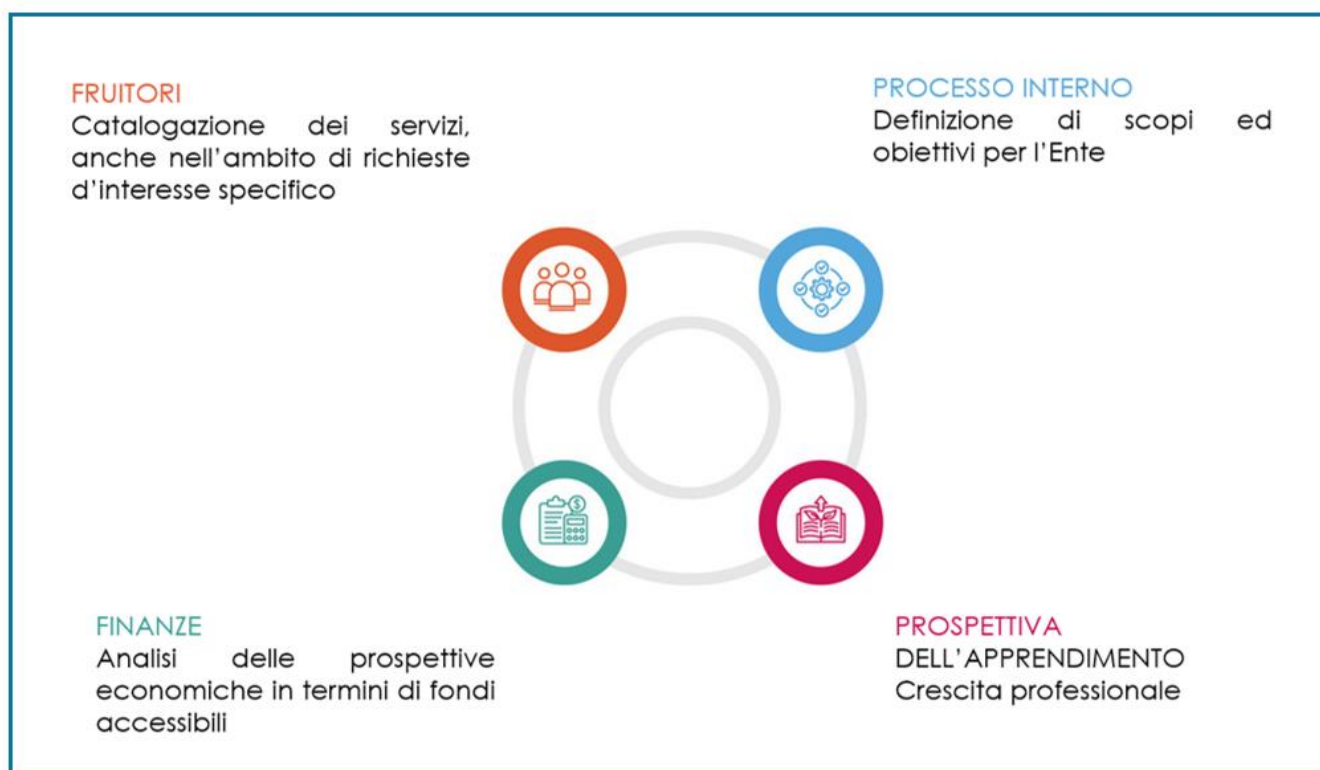 FRUITORI
Catalogazione dei servizi,
anche nell'ambito di richieste
d'interesse specifico
PROCESSO INTERNO
Definizione di scopi ed
obiettivi per l'Ente
$
FINANZE
Analisi delle prospettive
economiche in termini di fondi
accessibili
PROSPETTIVA
DELL'APPRENDIMENTO
Crescita professionale